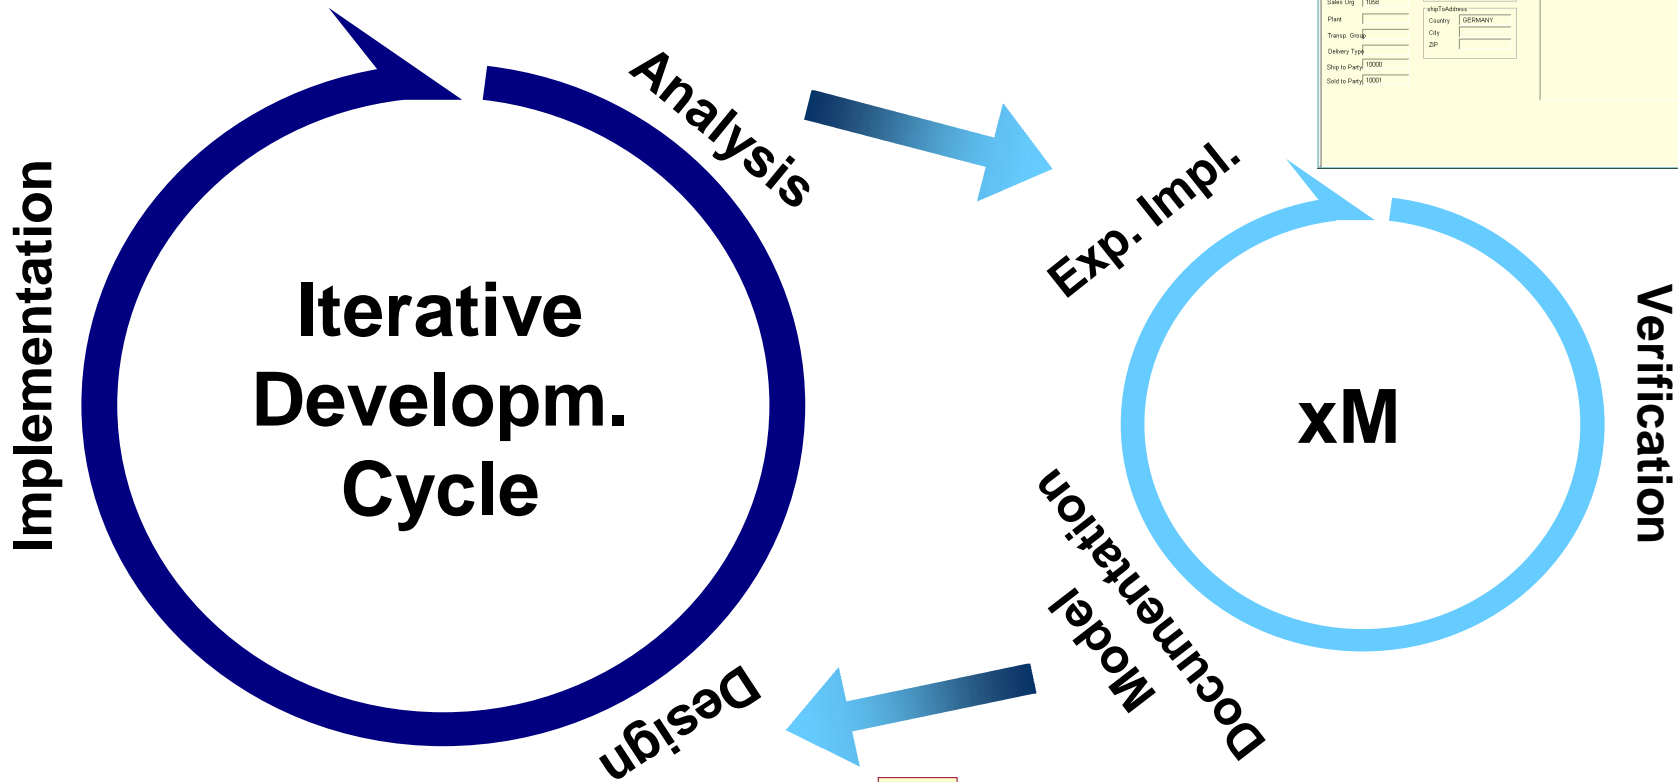 Sales Org 1058
Plant
Transp. Group
Delivery Type
Ship to Party 10000
Sold to Party 10001
shipToAddress
Country GERMANY
City
ZIP
Analysis
Implementation
Iterative
Developm.
Cycle
Design
Exp. Impl.
xM
Verification
Model
Documentation